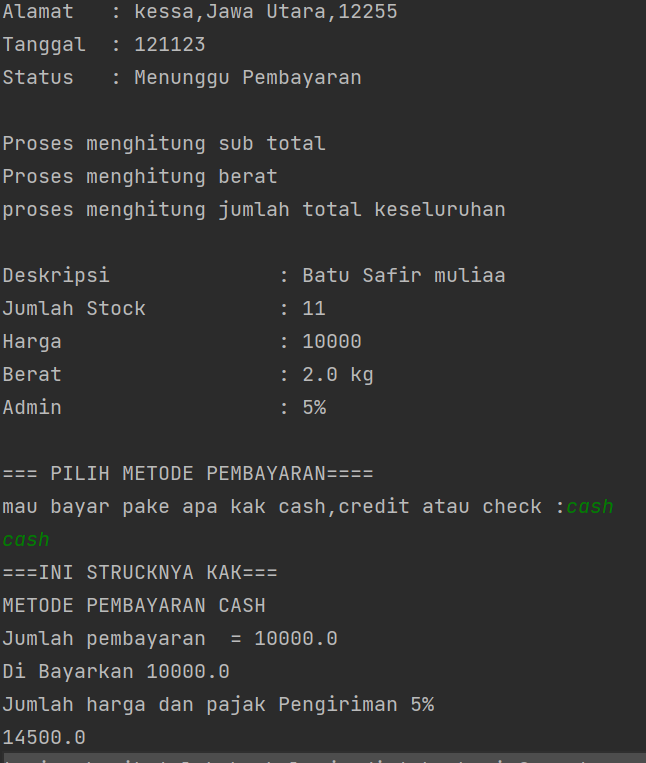 Alamat   : kessa,Jawa Utara,12255
Tanggal  : 121123
Status   : Menunggu Pembayaran
Proses menghitung sub total
Proses menghitung berat
proses menghitung jumlah total keseluruhan
Deskripsi              : Batu Safir muliaa
Jumlah Stock           : 11
Harga                  : 10000
Berat                  : 2.0 kg
Admin                  : 5%
=== PILIH METODE PEMBAYARAN====
mau bayar pake apa kak cash,credit atau check :cash
cash
===INI STRUCKNYA KAK===
METODE PEMBAYARAN CASH
Jumlah pembayaran  = 10000.0
Di Bayarkan 10000.0
Jumlah harga dan pajak Pengiriman 5%
14500.0